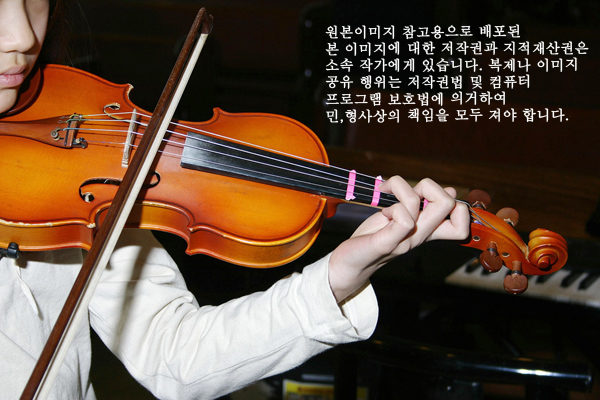 원본이미지 참고용으로 배포된
본 이미지에 대한 저작권과 지적재산권은
소속 작가에게 있습니다. 복제나 이미지
공유 행위는 저작권법 및 컴퓨터
프로그램 보호법에 의거하여
민,형사상의 책임을 모두 져야 합니다.